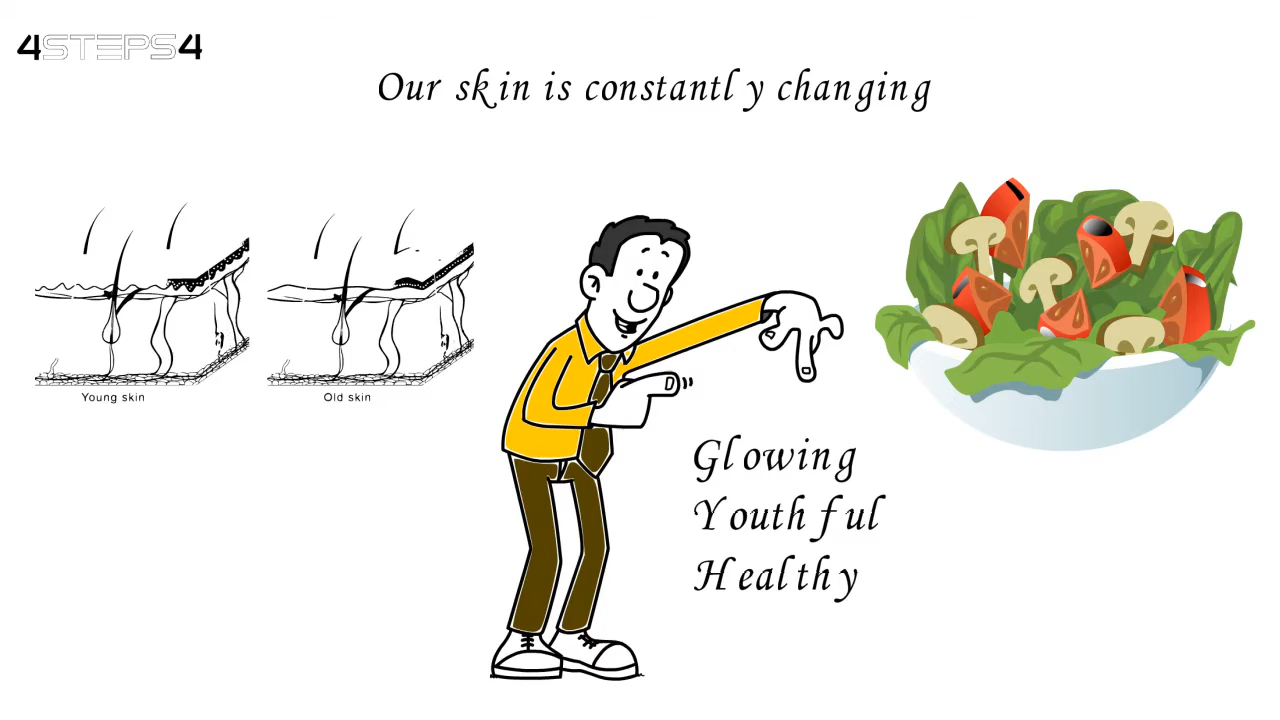 4STEPS4
Our skin is constantly changing
Young skin
Old skin
Glowing
Youthful
Healthy